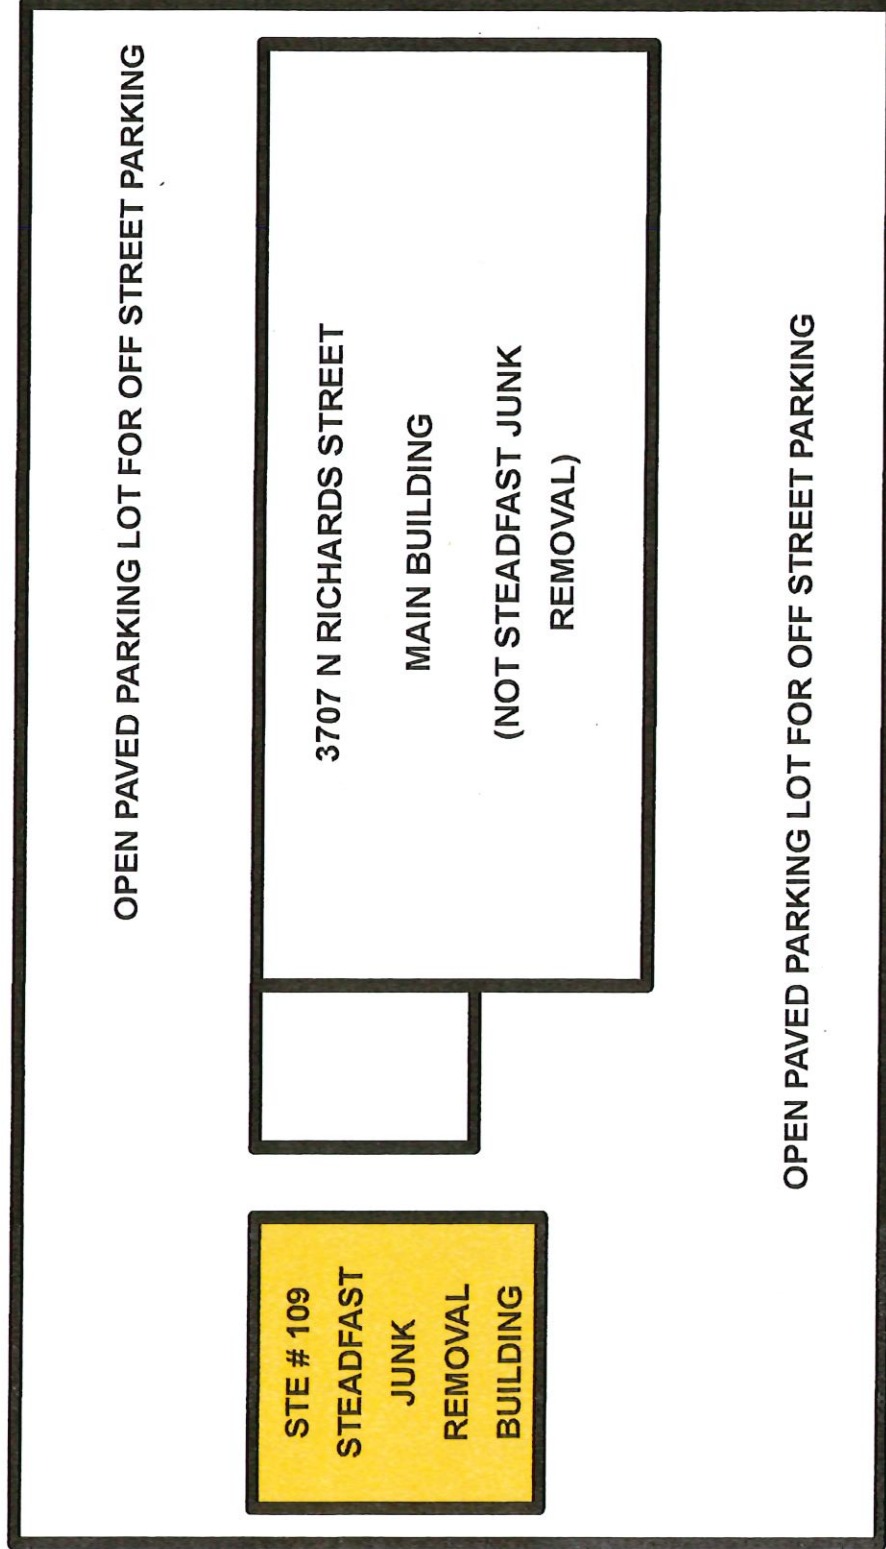 OPEN PAVED PARKING LOT FOR OFF STREET PARKING
STE # 109
STEADFAST
JUNK
REMOVAL
BUILDING
3707 N RICHARDS STREET
MAIN BUILDING
(NOT STEADFAST JUNK
REMOVAL)
OPEN PAVED PARKING LOT FOR OFF STREET PARKING